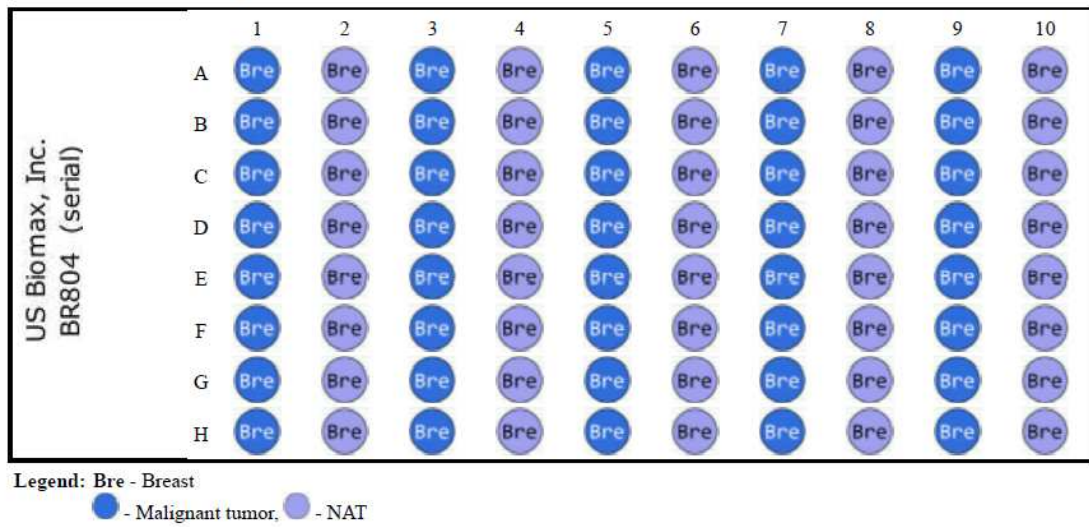 US Biomax, Inc.
BR804 (serial)
1 2 3 4 5 6 7 8 9 10
A Bre Bre Bre Bre Bre Bre Bre Bre Bre Bre
B Bre Bre Bre Bre Bre Bre Bre Bre Bre Bre
C Bre Bre Bre Bre Bre Bre Bre Bre Bre Bre
D Bre Bre Bre Bre Bre Bre Bre Bre Bre Bre
E Bre Bre Bre Bre Bre Bre Bre Bre Bre Bre
F Bre Bre Bre Bre Bre Bre Bre Bre Bre Bre
G Bre Bre Bre Bre Bre Bre Bre Bre Bre Bre
H Bre Bre Bre Bre Bre Bre Bre Bre Bre Bre
Legend: Bre - Breast
- Malignant tumor, - NAT